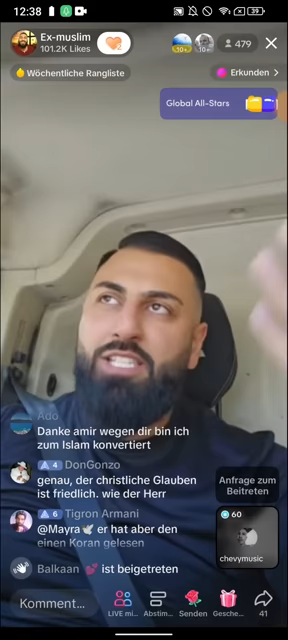 12:38
39
Ex-muslim
101.2K Likes
10+
10+
479
Wöchentliche Rangliste
Erkunden >
Global All-Stars
Ado
Danke amir wegen dir bin ich
zum Islam konvertiert
4 DonGonzo
genau, der christliche Glauben
ist friedlich. wie der Herr
Anfrage zum
Beitreten
6 Tigron Armani
@Mayra🕊 er hat aber den
einen Koran gelesen
60
chevymusic
Balkaan 💕 ist beigetreten
Komment...
LIVE mi...
Abstim...
Senden
Gesche...
41